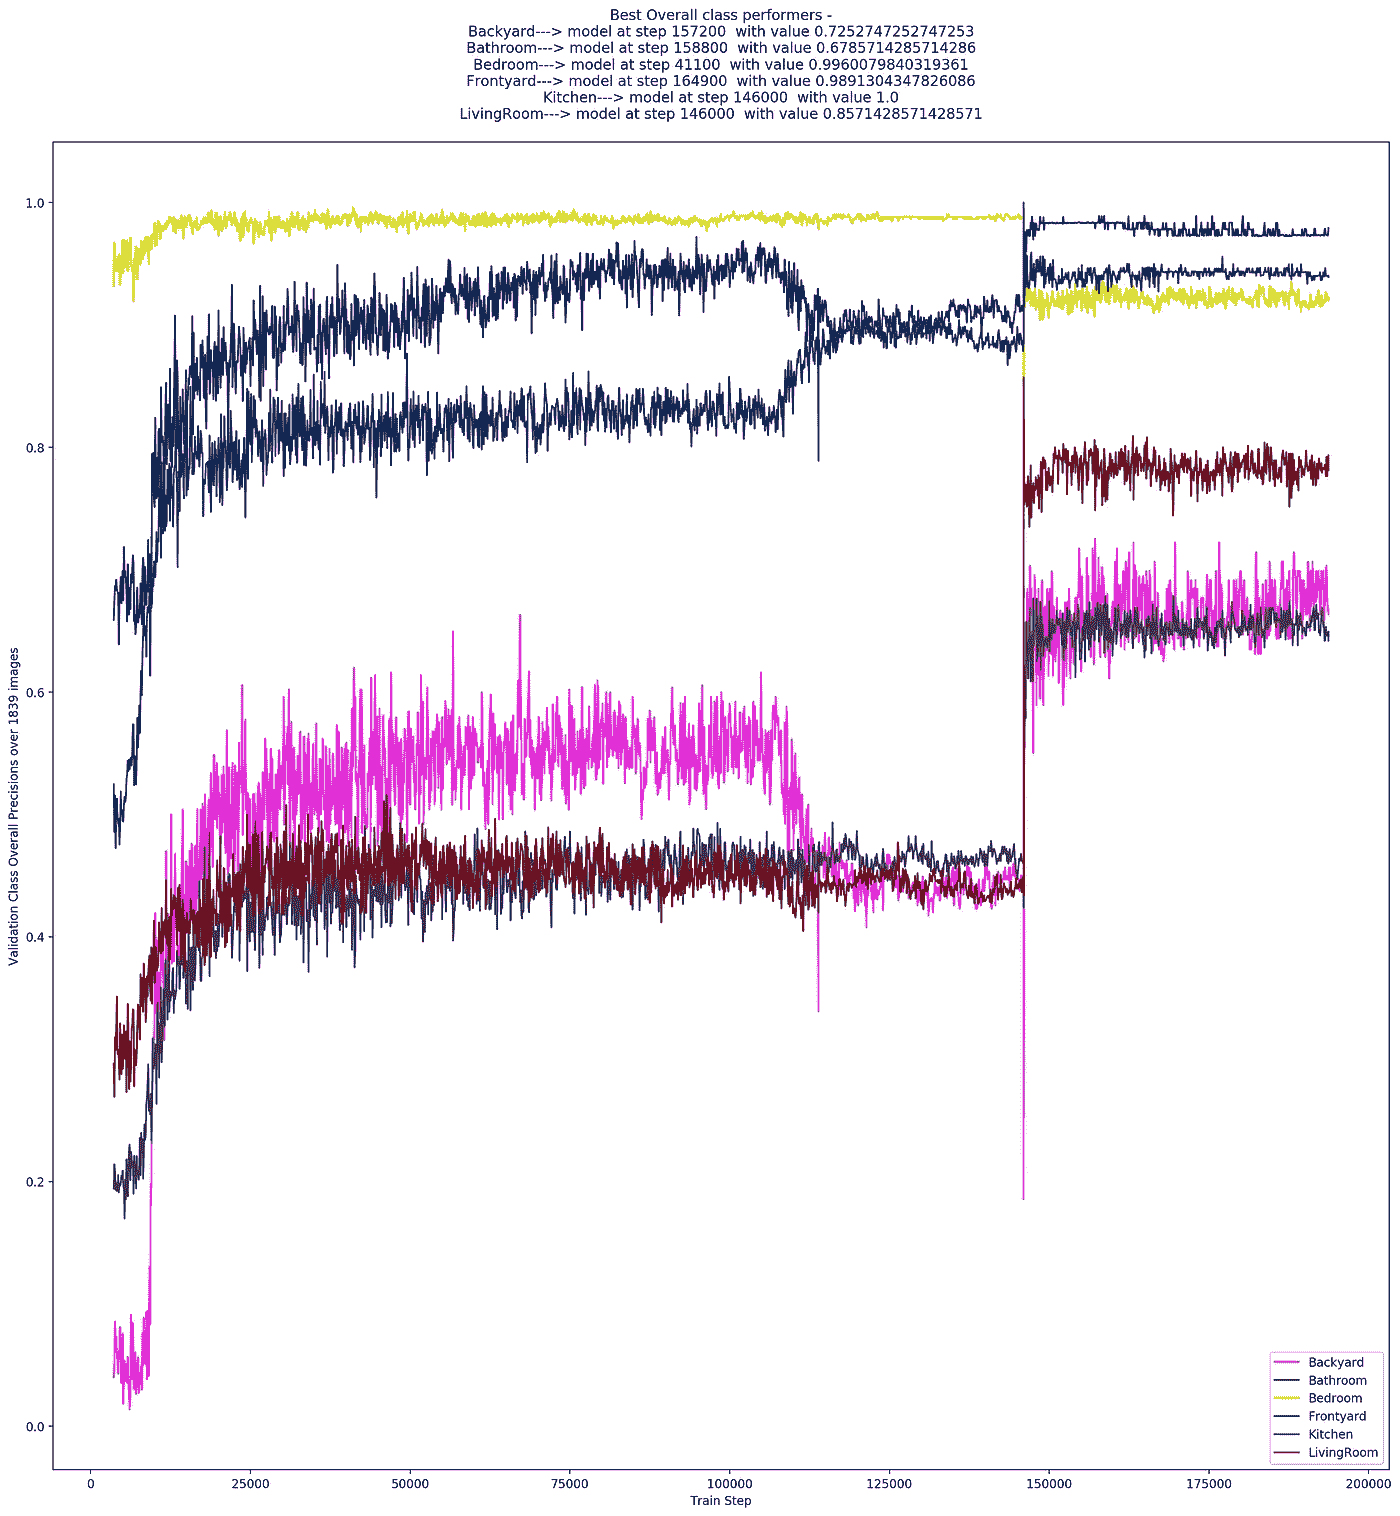 Best Overall class performers -
Backyard---> model at step 157200  with value 0.7252747252747253
Bathroom---> model at step 158800  with value 0.6785714285714286
Bedroom---> model at step 41100  with value 0.9960079840319361
Frontyard---> model at step 164900  with value 0.9891304347826086
Kitchen---> model at step 146000  with value 1.0
LivingRoom---> model at step 146000  with value 0.8571428571428571
1.0
0.8
0.6
0.4
0.2
0.0
Validation Class Overall Precisions over 1839 images
Backyard
Bathroom
Bedroom
Frontyard
Kitchen
LivingRoom
0 25000 50000 75000 100000 125000 150000 175000 200000
Train Step